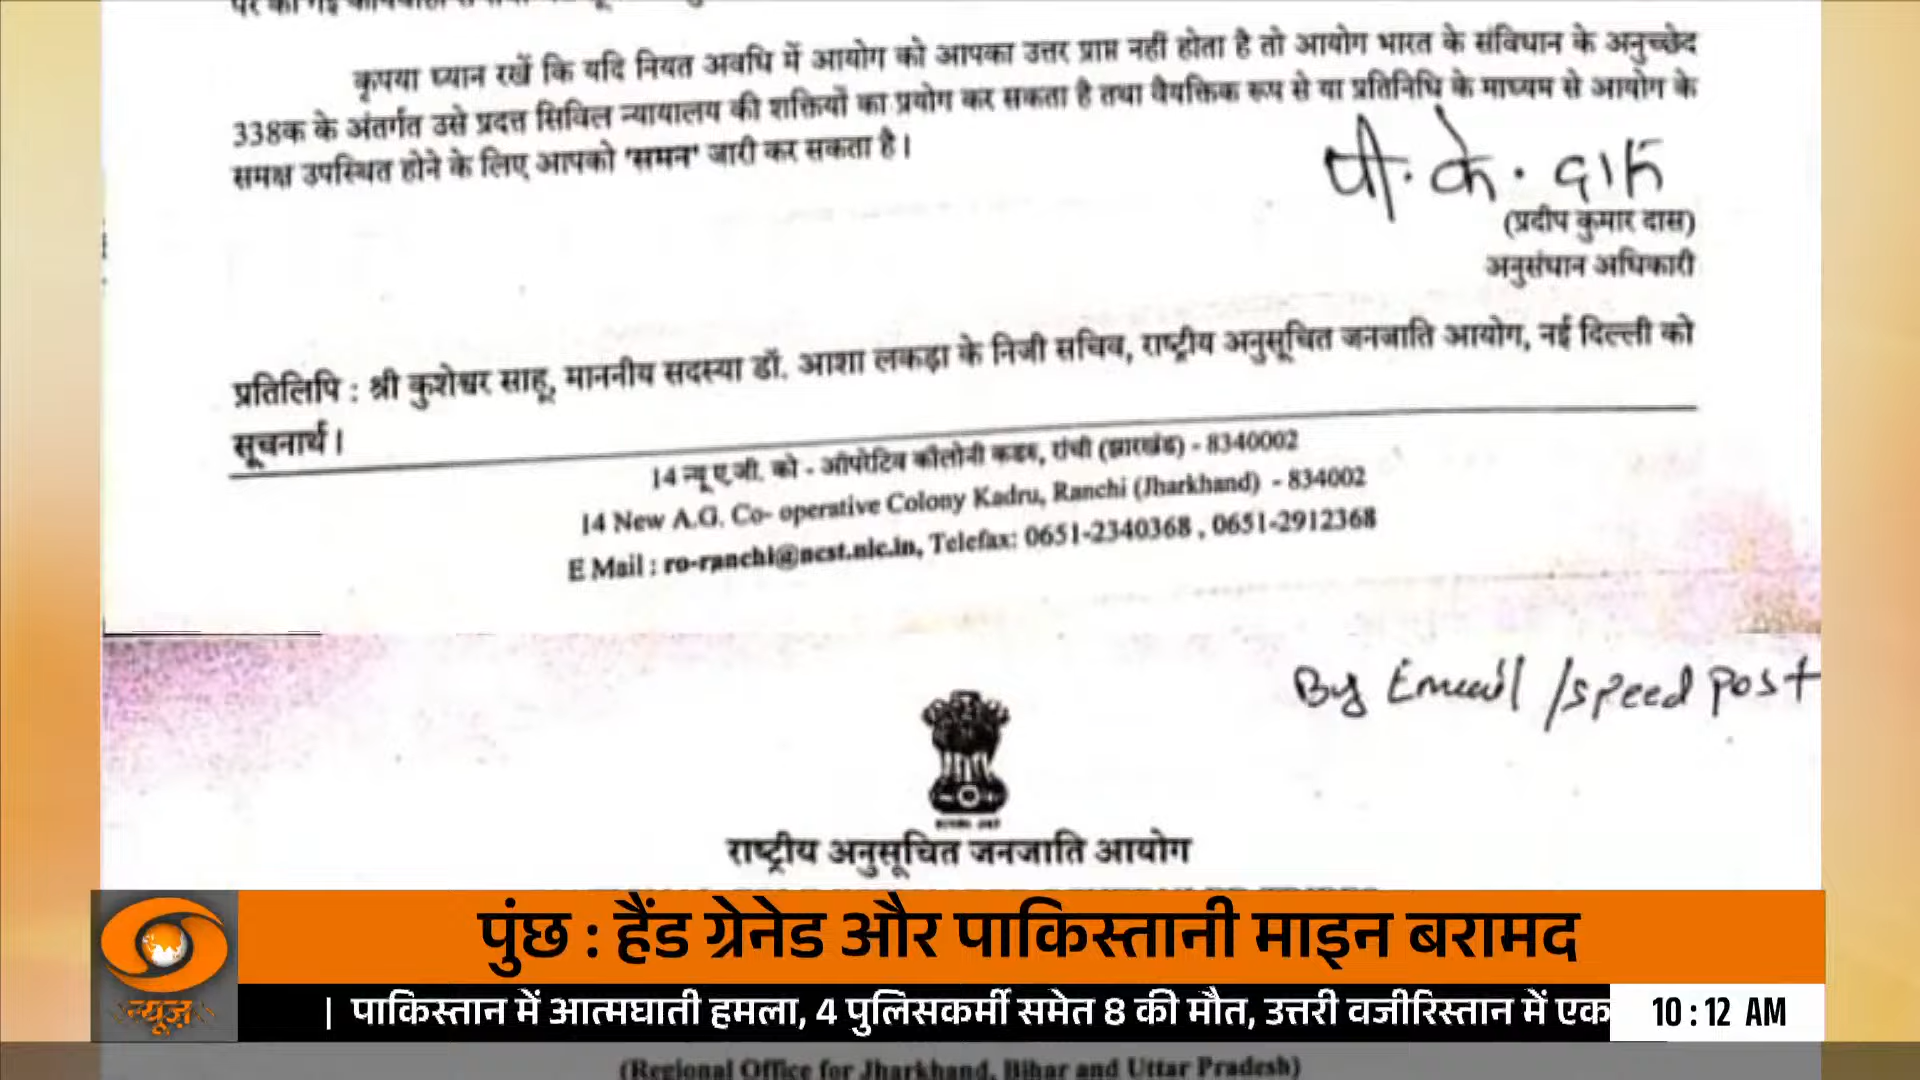 कृपया ध्यान रखें कि यदि नियत अवधि में आयोग को आपका उत्तर प्राप्त नहीं होता है तो आयोग भारत के संविधान के अनुच्छेद
338क के अंतर्गत उसे प्रदत्त सिविल न्यायालय की शक्तियों का प्रयोग कर सकता है तथा वैयक्तिक रूप से या प्रतिनिधि के माध्यम से आयोग के
समक्ष उपस्थित होने के लिए आपको 'समन' जारी कर सकता है।
पी. के. दास
(प्रदीप कुमार दास)
अनुसंधान अधिकारी
प्रतिलिपि : श्री कुशेश्वर साहू, माननीय सदस्या डॉ. आशा लकड़ा के निजी सचिव, राष्ट्रीय अनुसूचित जनजाति आयोग, नई दिल्ली को
सूचनार्थ।
14 न्यू ए.जी. को - ऑपरेटिव कॉलोनी कडरु, रांची (झारखंड) - 8340002
14 New A.G. Co- operative Colony Kadru, Ranchi (Jharkhand) - 834002
E Mail : ro-ranchi@ncst.nic.in, Telefax: 0651-2340368 , 0651-2912368
By Email /speed post
राष्ट्रीय अनुसूचित जनजाति आयोग
पुंछ : हैंड ग्रेनेड और पाकिस्तानी माइन बरामद
न्यूज़
| पाकिस्तान में आत्मघाती हमला, 4 पुलिसकर्मी समेत 8 की मौत, उत्तरी वजीरिस्तान में एक
10 : 12 AM
(Regional Office for Jharkhand, Bihar and Uttar Pradesh)